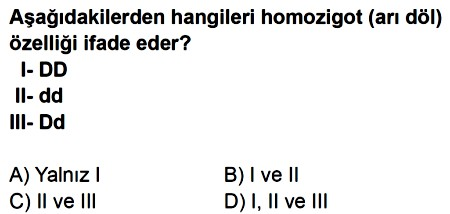 Aşağıdakilerden hangileri homozigot (arı döl)
özelliği ifade eder?
I- DD
II- dd
III- Dd
A) Yalnız I B) I ve II
C) II ve III D) I, II ve III